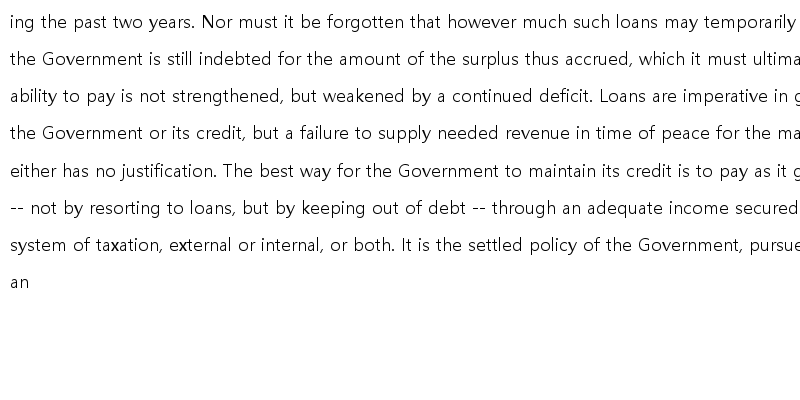 ing the past two years. Nor must it be forgotten that however much such loans may temporarily
the Government is still indebted for the amount of the surplus thus accrued, which it must
ability to pay is not strengthened, but weakened by a continued deficit. Loans are imperative in
the Government or its credit, but a failure to supply needed revenue in time of peace for the
either has no justification. The best way for the Government to maintain its credit is to pay as it
-- not by resorting to loans, but by keeping out of debt -- through an adequate income secured
system of taxation, external or internal, or both. It is the settled policy of the Government,
an